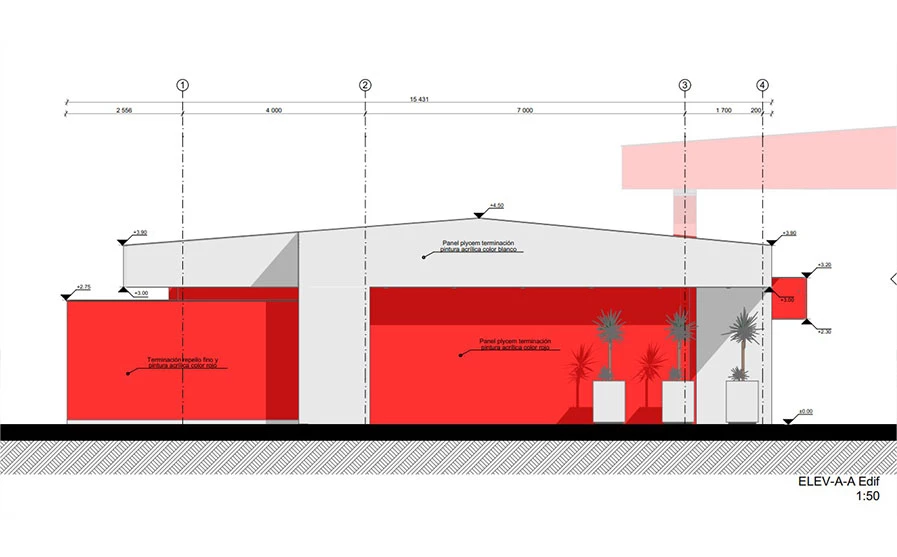 1
2
3
4
15 431
2 556
4 000
7 000
1 700
200
+4.50
+3.90
+3.80
Panel plycem terminación
pintura acrílica color blanco
+3.20
+2.75
+3.00
+3.00
+2.30
Panel plycem terminación
pintura acrílica color rojo
Terminación repello fino y
pintura acrílica color rojo
±0.00
ELEV-A-A Edif
1:50